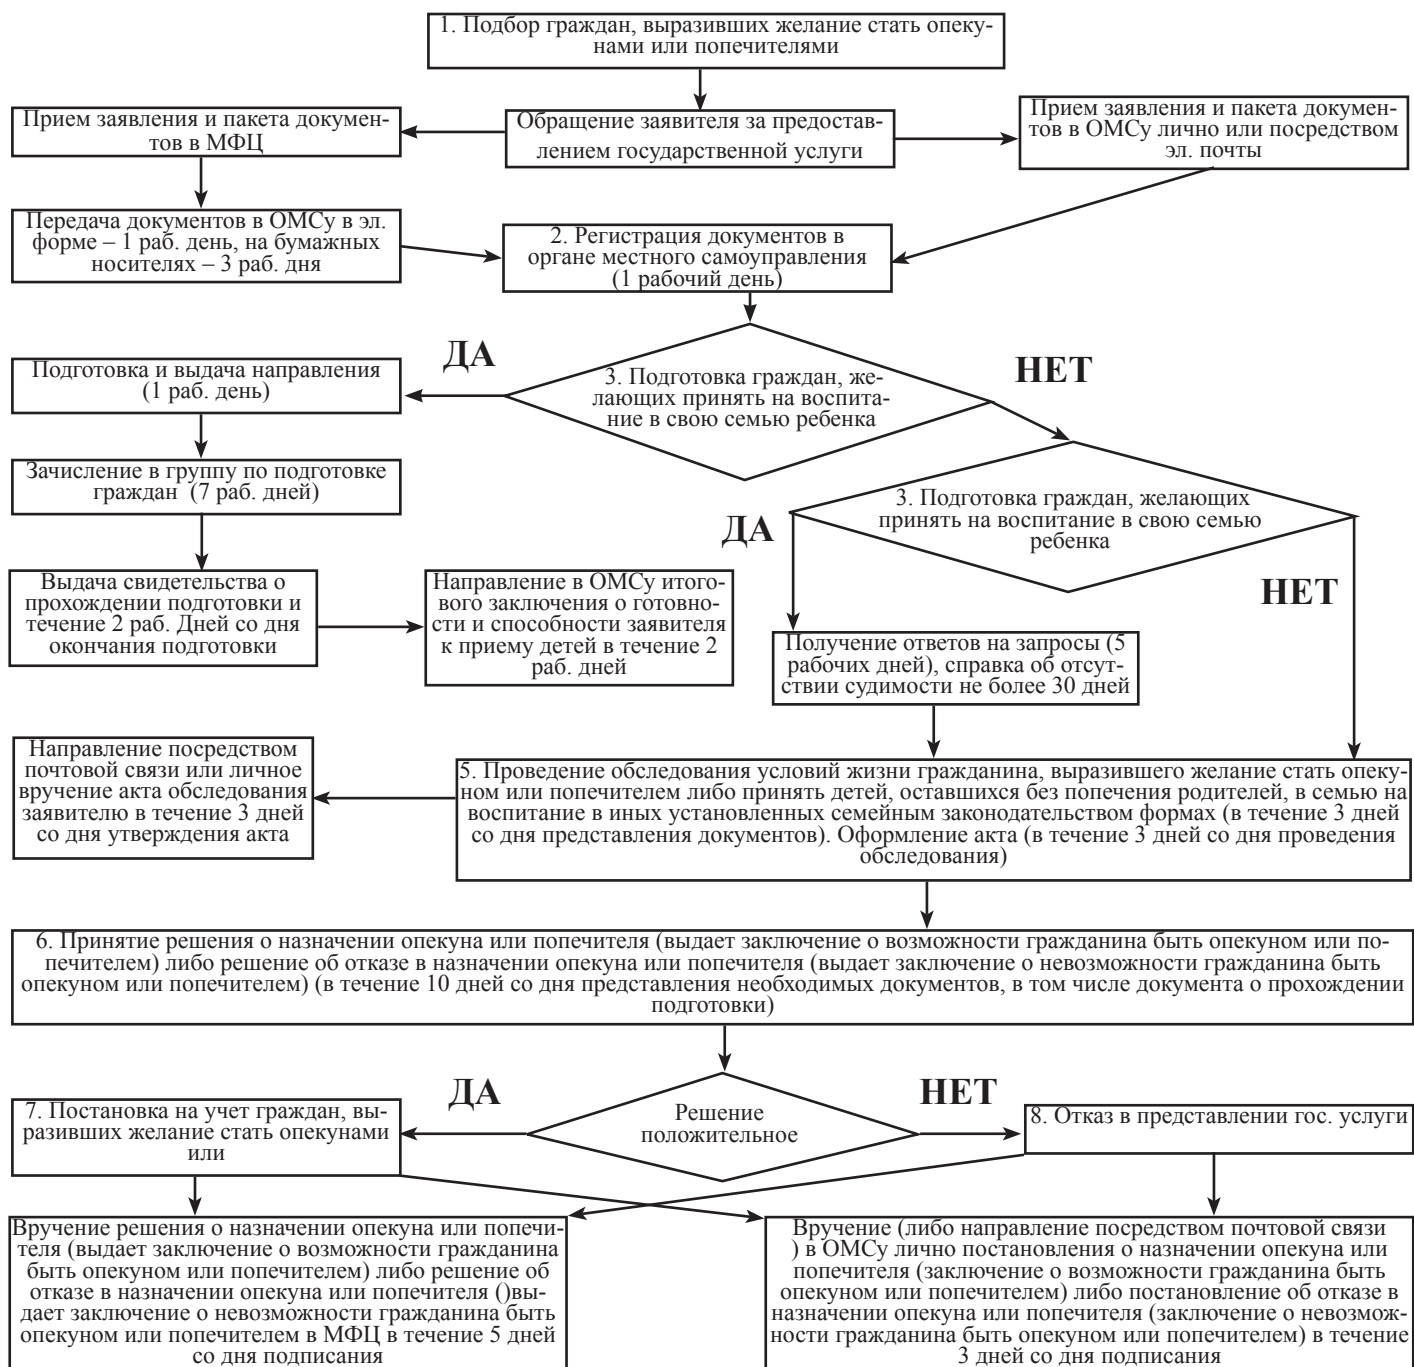 1. Подбор граждан, выразивших желание стать опеку-
нами или попечителями
Прием заявления и пакета докумен-
тов в МФЦ
Обращение заявителя за предостав-
лением государственной услуги
Прием заявления и пакета докумен-
тов в ОМСу лично или посредством
эл. почты
Передача документов в ОМСу в эл.
форме – 1 раб. день, на бумажных
носителях – 3 раб. дня
2. Регистрация документов в
органе местного самоуправления
(1 рабочий день)
ДА
НЕТ
3. Подготовка граждан, же-
лающих принять на воспита-
ние в свою семью ребенка
Подготовка и выдача направления
(1 раб. день)
Зачисление в группу по подготовке
граждан  (7 раб. дней)
3. Подготовка граждан, желающих
принять на воспитание в свою семью
ребенка
ДА
НЕТ
Выдача свидетельства о
прохождении подготовки и
течение 2 раб. Дней со дня
окончания подготовки
Направление в ОМСу итого-
вого заключения о готовно-
сти и способности заявителя
к приему детей в течение 2
раб. дней
Получение ответов на запросы (5
рабочих дней), справка об отсут-
ствии судимости не более 30 дней
Направление посредством
почтовой связи или личное
вручение акта обследования
заявителю в течение 3 дней
со дня утверждения акта
5. Проведение обследования условий жизни гражданина, выразившего желание стать опеку-
ном или попечителем либо принять детей, оставшихся без попечения родителей, в семью на
воспитание в иных установленных семейным законодательством формах (в течение 3 дней
со дня представления документов). Оформление акта (в течение 3 дней со дня проведения
обследования)
6. Принятие решения о назначении опекуна или попечителя (выдает заключение о возможности гражданина быть опекуном или по-
печителем) либо решение об отказе в назначении опекуна или попечителя (выдает заключение о невозможности гражданина быть
опекуном или попечителем) (в течение 10 дней со дня представления необходимых документов, в том числе документа о прохождении
подготовки)
ДА
НЕТ
Решение
положительное
7. Постановка на учет граждан, вы-
разивших желание стать опекунами
или
8. Отказ в представлении гос. услуги
Вручение решения о назначении опекуна или попечи-
теля (выдает заключение о возможности гражданина
быть опекуном или попечителем) либо решение об
отказе в назначении опекуна или попечителя ()вы-
дает заключение о невозможности гражданина быть
опекуном или попечителем в МФЦ в течение 5 дней
со дня подписания
Вручение (либо направление посредством почтовой связи
) в ОМСу лично постановления о назначении опекуна или
попечителя (заключение о возможности гражданина быть
опекуном или попечителем) либо постановление об отказе в
назначении опекуна или попечителя (заключение о невозмож-
ности гражданина быть опекуном или попечителем) в течение
3 дней со дня подписания